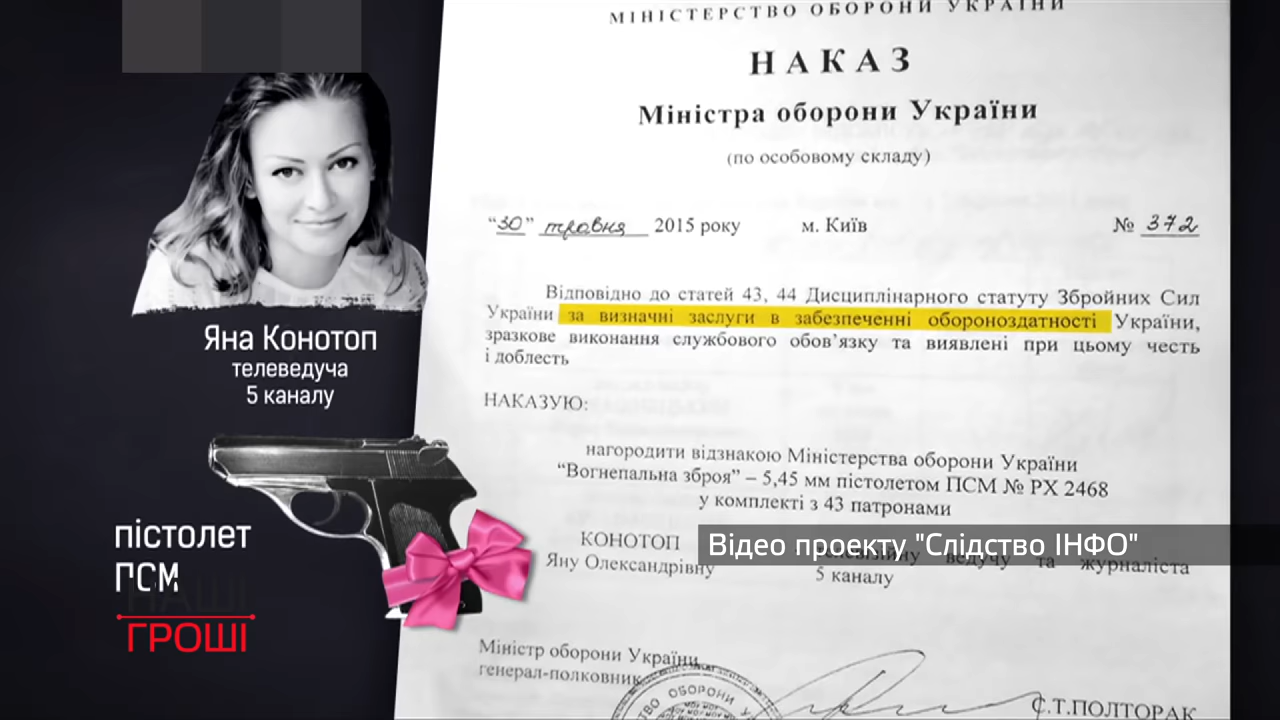 МІНІСТЕРСТВО ОБОРОНИ УКРАЇНИ
НАКАЗ
Міністра оборони України
(по особовому складу)
“30” травня 2015 року м. Київ № 372
Відповідно до статей 43, 44 Дисциплінарного статуту Збройних Сил
України за визначні заслуги в забезпеченні обороноздатності України,
зразкове виконання службового обов’язку та виявлені при цьому честь
і доблесть
НАКАЗУЮ:
нагородити відзнакою Міністерства оборони України
“Вогнепальна зброя” – 5,45 мм пістолетом ПСМ № РХ 2468
у комплекті з 43 патронами
КОНОТОП
Яну Олександрівну
ведучу та журналіста
5 каналу
Міністр оборони України
генерал-полковник
С.Т.ПОЛТОРАК
Яна Конотоп
телеведуча
5 каналу
пістолет
ПСМ
НАШІ
ГРОШІ
Відео проекту "Слідство ІНФО"